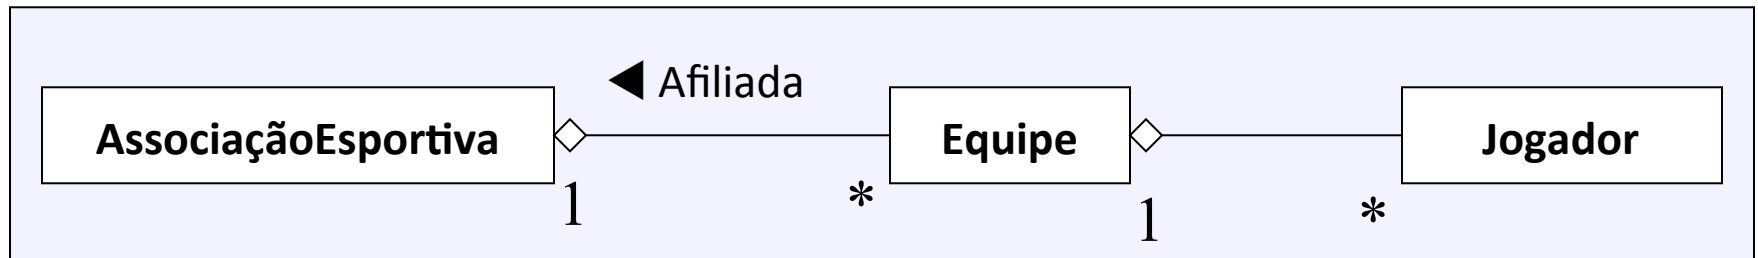 ◀ Afiliada
AssociaçãoEsportiva
Equipe
Jogador
1
*
1
*